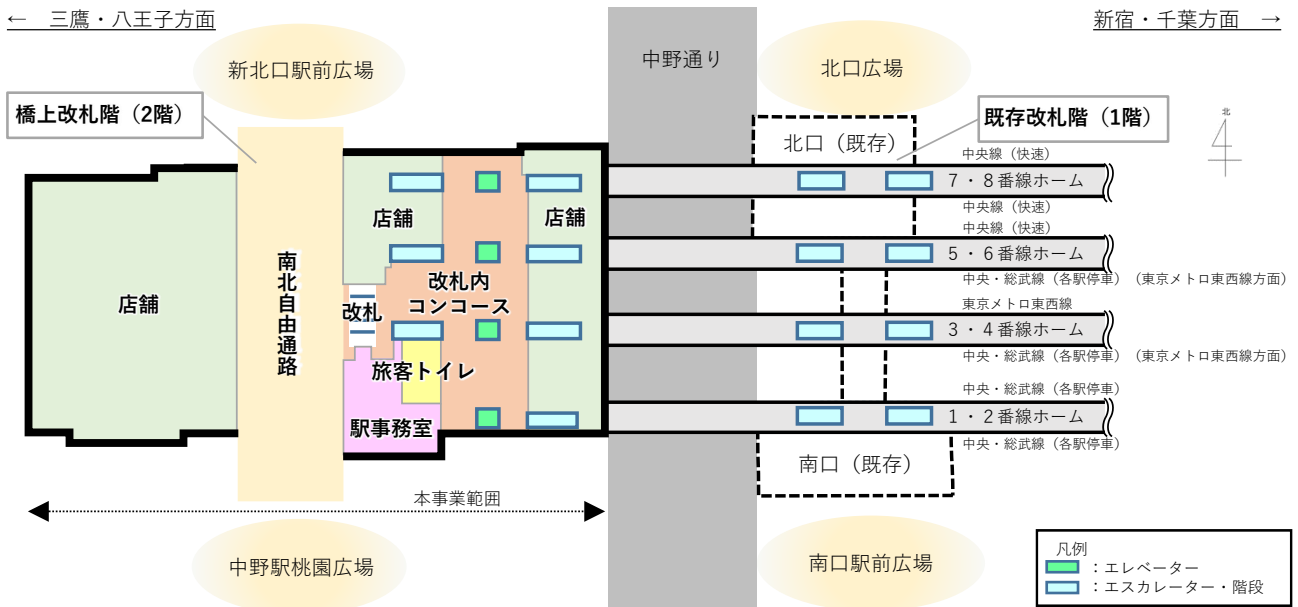 ← 三鷹・八王子方面
新宿・千葉方面 →
新北口駅前広場
中野通り
北口広場
橋上改札階（2階）
既存改札階（1階）
北
北口（既存）
中央線（快速）
7・8番線ホーム
中央線（快速）
中央線（快速）
5・6番線ホーム
中央・総武線（各駅停車）（東京メトロ東西線方面）
東京メトロ東西線
3・4番線ホーム
中央・総武線（各駅停車）（東京メトロ東西線方面）
中央・総武線（各駅停車）
1・2番線ホーム
中央・総武線（各駅停車）
南口（既存）
店舗
南北自由通路
店舗
店舗
改札内
コンコース
改札
旅客トイレ
駅事務室
本事業範囲
中野駅桃園広場
南口駅前広場
凡例
：エレベーター
：エスカレーター・階段